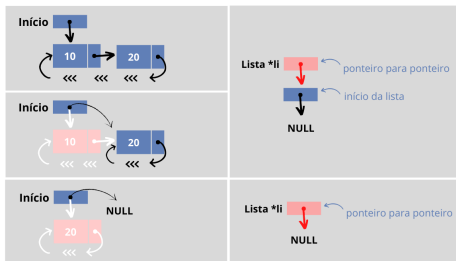 Início
10
20
<<<
<<<
<<<
Início
10
20
<<<
<<<
<<<
Início
NULL
20
<<<
Lista *li
ponteiro para ponteiro
início da lista
NULL
Lista *li
ponteiro para ponteiro
NULL